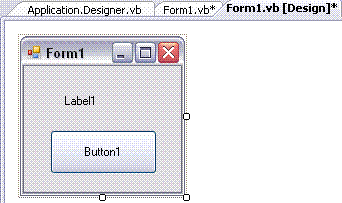 Application.Designer.vb Form1.vb* Form1.vb [Design]*
Form1
Label1
Button1